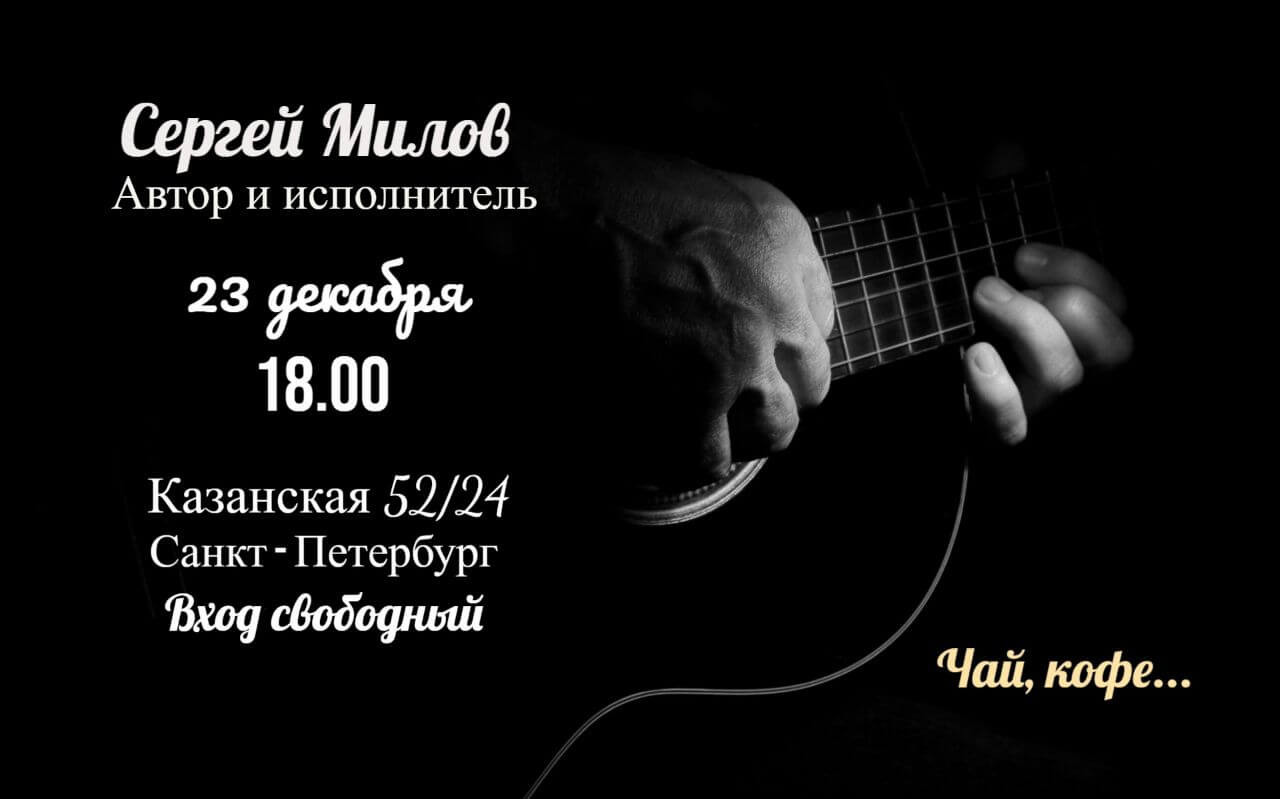 Сергей Милов
Автор и исполнитель
23 декабря
18.00
Казанская 52/24
Санкт-Петербург
Вход свободный
Чай, кофе...